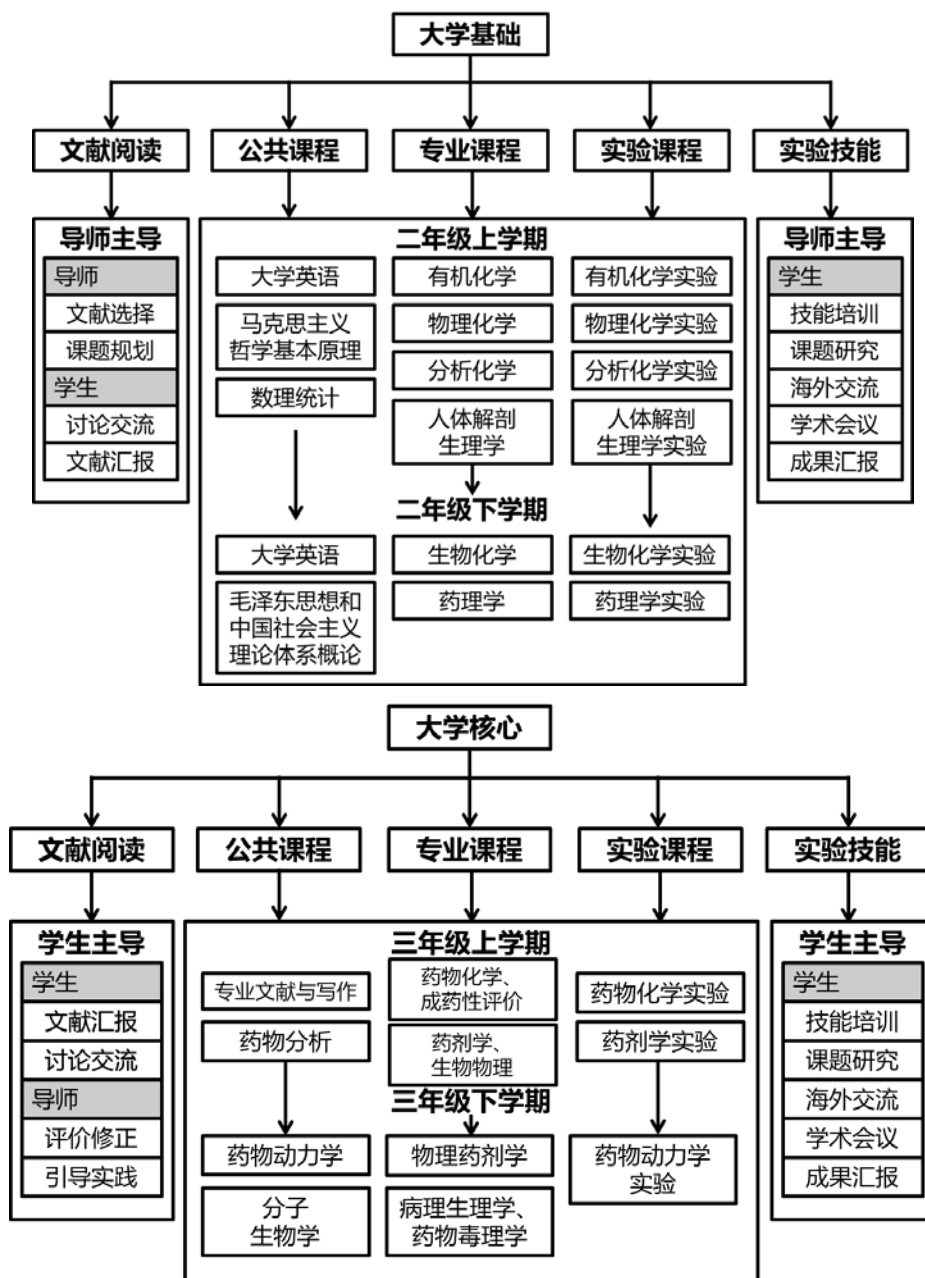 大学基础
文献阅读
公共课程
专业课程
实验课程
实验技能
导师主导
导师
文献选择
课题规划
学生
讨论交流
文献汇报
二年级上学期
大学英语
马克思主义
哲学基本原理
数理统计
有机化学
物理化学
分析化学
人体解剖
生理学
有机化学实验
物理化学实验
分析化学实验
人体解剖
生理学实验
二年级下学期
大学英语
毛泽东思想和
中国社会主义
理论体系概论
生物化学
药理学
生物化学实验
药理学实验
导师主导
学生
技能培训
课题研究
海外交流
学术会议
成果汇报
大学核心
文献阅读
公共课程
专业课程
实验课程
实验技能
学生主导
学生
文献汇报
讨论交流
导师
评价修正
引导实践
三年级上学期
专业文献与写作
药物分析
药物化学、
成药性评价
药剂学、
生物物理
药物化学实验
药剂学实验
三年级下学期
药物动力学
分子
生物学
物理药剂学
病理生理学、
药物毒理学
药物动力学
实验
学生主导
学生
技能培训
课题研究
海外交流
学术会议
成果汇报